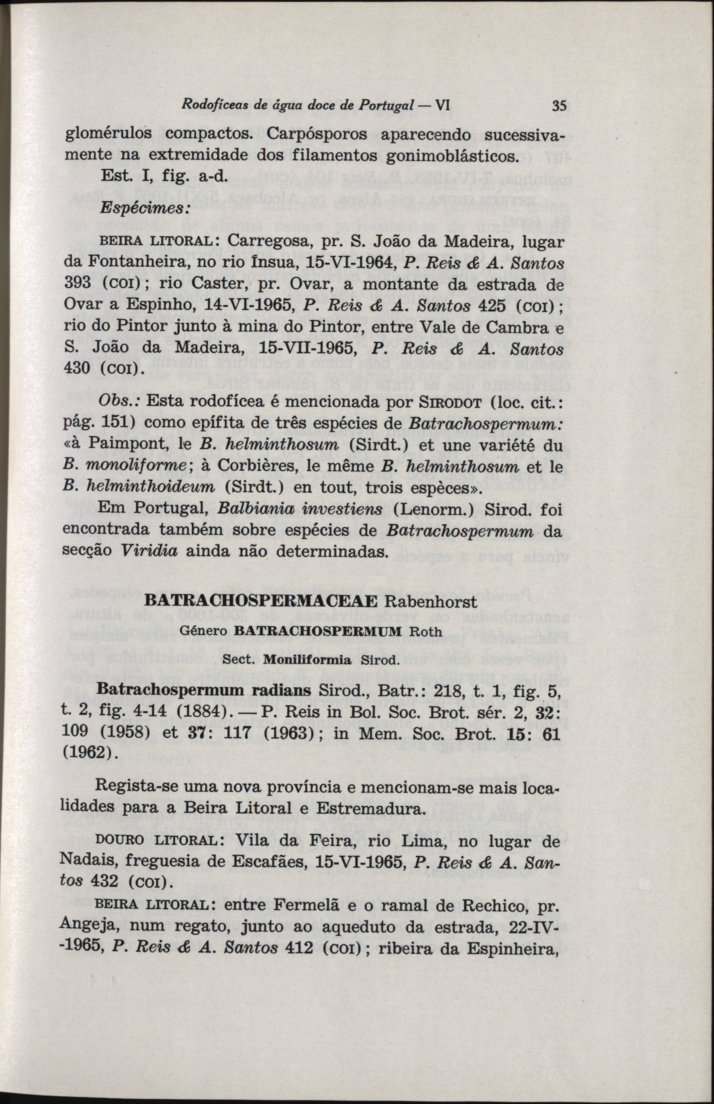 Rodofíceas de água doce de Portugal — VI 35
glomérulos compactos. Carpósporos aparecendo sucessiva-
mente na extremidade dos filamentos gonimoblásticos.
Est. I, fig. a-d.
Espécimes:
BEIRA LITORAL: Carregosa, pr. S. João da Madeira, lugar
da Fontanheira, no rio Ínsua, 15-VI-1964, P. Reis & A. Santos
393 (COI); rio Caster, pr. Ovar, a montante da estrada de
Ovar a Espinho, 14-VI-1965, P. Reis & A. Santos 425 (COI);
rio do Pintor junto à mina do Pintor, entre Vale de Cambra e
S. João da Madeira, 15-VII-1965, P. Reis & A. Santos
430 (COI).
Obs.: Esta rodofícea é mencionada por SIRODOT (loc. cit.:
pág. 151) como epífita de três espécies de Batrachospermum:
«à Paimpont, le B. helminthosum (Sirdt.) et une variété du
B. monoliforme; à Corbières, le même B. helminthosum et le
B. helminthoideum (Sirdt.) en tout, trois espèces».
Em Portugal, Balbiania investiens (Lenorm.) Sirod. foi
encontrada também sobre espécies de Batrachospermum da
secção Viridia ainda não determinadas.
BATRACHOSPERMACEAE Rabenhorst
Género BATRACHOSPERMUM Roth
Sect. Moniliformia Sirod.
Batrachospermum radians Sirod., Batr.: 218, t. 1, fig. 5,
t. 2, fig. 4-14 (1884). — P. Reis in Bol. Soc. Brot. sér. 2, 32:
109 (1958) et 37: 117 (1963); in Mem. Soc. Brot. 15: 61
(1962).
Regista-se uma nova província e mencionam-se mais loca-
lidades para a Beira Litoral e Estremadura.
DOURO LITORAL: Vila da Feira, rio Lima, no lugar de
Nadais, freguesia de Escafães, 15-VI-1965, P. Reis & A. San-
tos 432 (COI).
BEIRA LITORAL: entre Fermelã e o ramal de Rechico, pr.
Angeja, num regato, junto ao aqueduto da estrada, 22-IV-
-1965, P. Reis & A. Santos 412 (COI); ribeira da Espinheira,